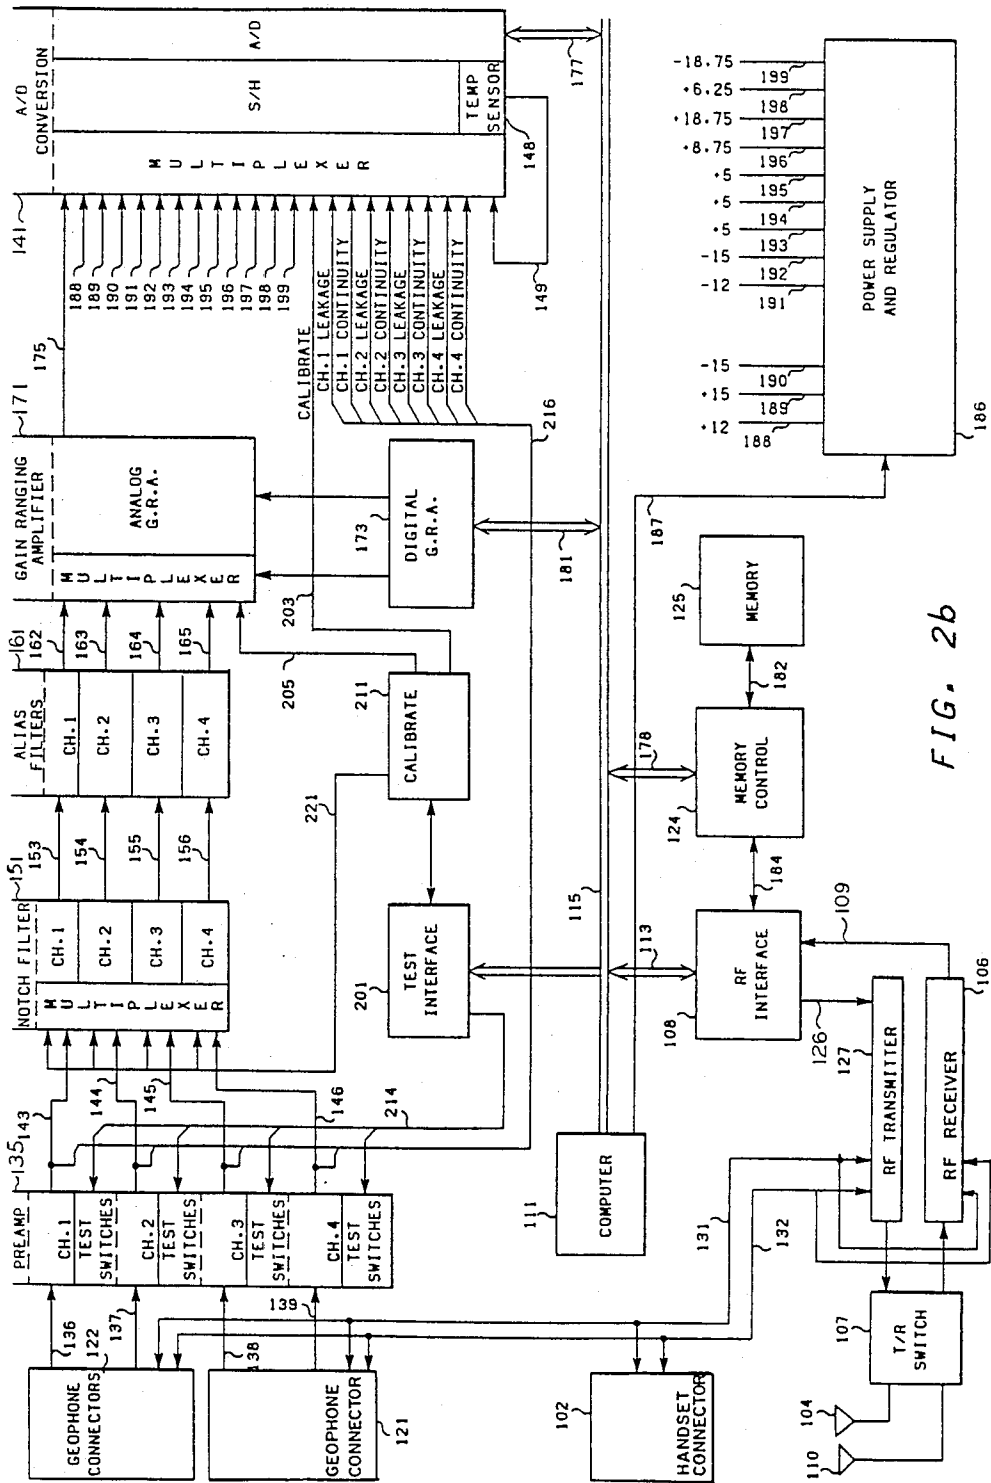 GEOPHONE
CONNECTORS
122
136
137
GEOPHONE
CONNECTOR
121
138
139
PREAMP
135
CH.1
TEST
SWITCHES
CH.2
TEST
SWITCHES
CH.3
TEST
SWITCHES
CH.4
TEST
SWITCHES
143
144
145
146
214
NOTCH FILTER
151
MULTIPLEXER
CH.1
CH.2
CH.3
CH.4
153
154
155
156
221
ALIAS
FILTERS
161
CH.1
CH.2
CH.3
CH.4
162
163
164
165
205
203
GAIN RANGING
AMPLIFIER
171
MULTIPLEXER
ANALOG
G.R.A.
175
173
DIGITAL
G.R.A.
181
A/D
CONVERSION
141
MULTIPLEXER
S/H
A/D
TEMP
SENSOR
148
149
177
188
189
190
191
192
193
194
195
196
197
198
199
CALIBRATE
CH.1 LEAKAGE
CH.1 CONTINUITY
CH.2 LEAKAGE
CH.2 CONTINUITY
CH.3 LEAKAGE
CH.3 CONTINUITY
CH.4 LEAKAGE
CH.4 CONTINUITY
216
201
TEST
INTERFACE
CALIBRATE
211
115
COMPUTER
111
113
RF
INTERFACE
108
184
MEMORY
CONTROL
124
178
182
MEMORY
125
187
POWER SUPPLY
AND REGULATOR
186
+12
188
+15
189
-15
190
-12
191
-15
192
+5
193
+5
194
+5
195
+8.75
196
+18.75
197
+6.25
198
-18.75
199
102
HANDSET
CONNECTOR
131
132
104
110
107
T/R
SWITCH
RF TRANSMITTER
127
RF RECEIVER
106
126
109
FIG. 2b